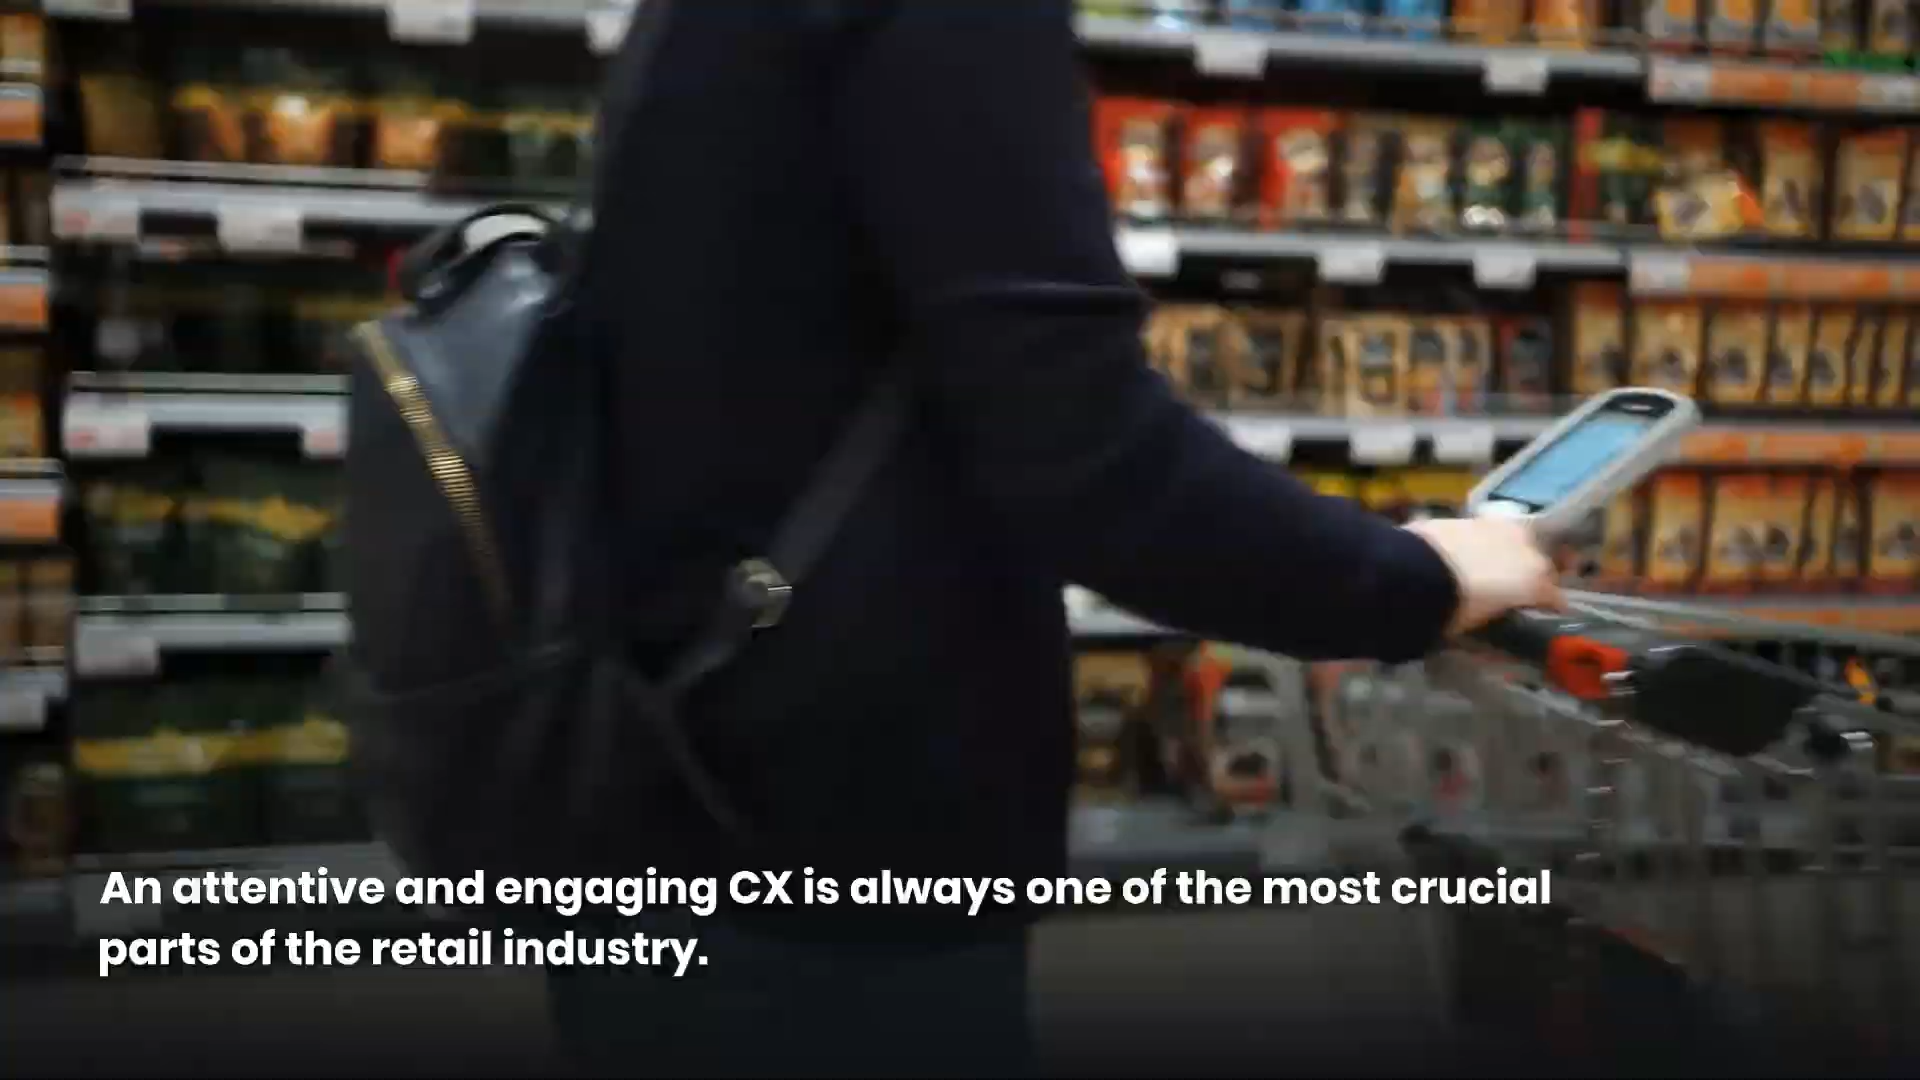 An attentive and engaging CX is always one of the most crucial
parts of the retail industry.